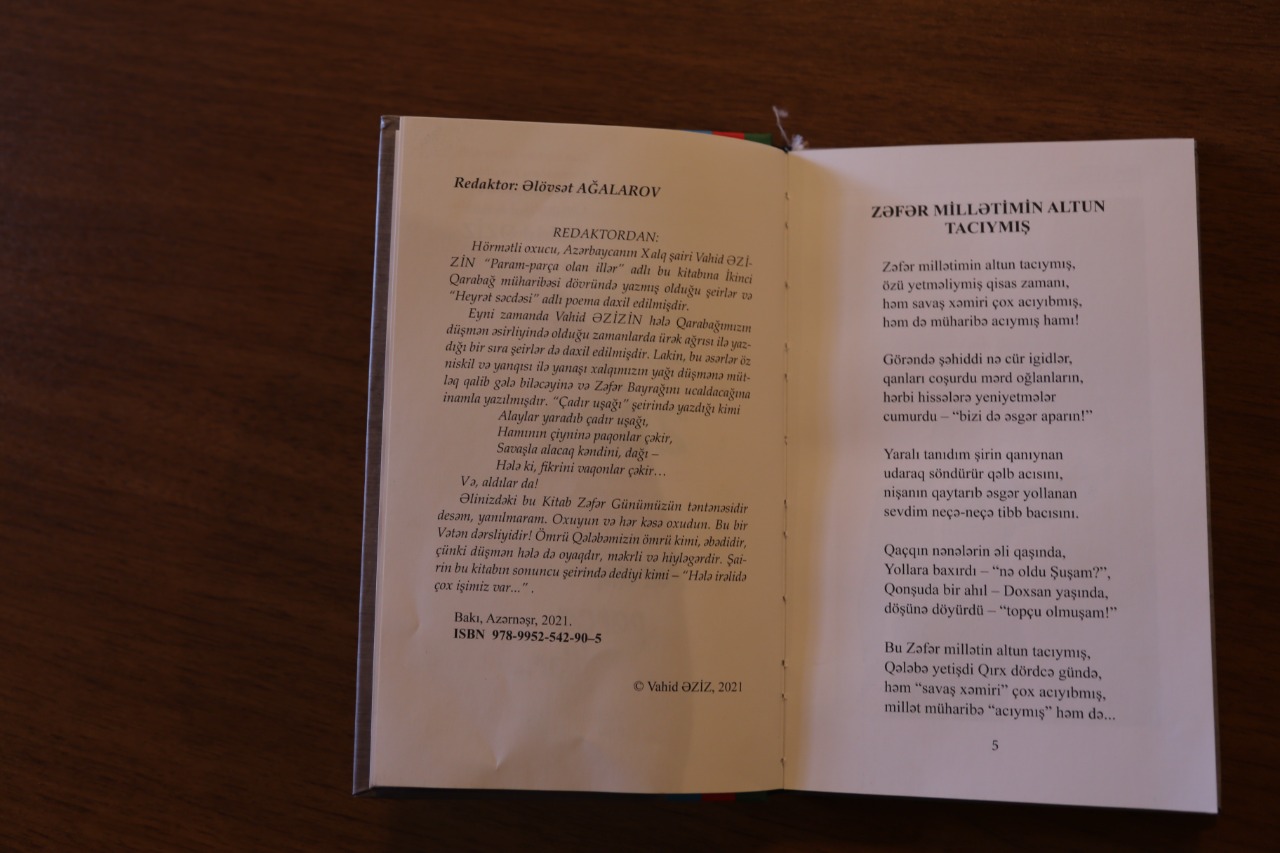 Redaktor: Əlövsət AĞALAROV
REDAKTORDAN:
Hörmətli oxucu, Azərbaycanın Xalq şairi Vahid ƏZİ-
ZİN “Param-parça olan illər” adlı bu kitabına İkinci
Qarabağ müharibəsi dövründə yazmış olduğu şeirlər və
“Heyrət səcdəsi” adlı poema daxil edilmişdir.
Eyni zamanda Vahid ƏZİZİN hələ Qarabağımızın
düşmən əsirliyində olduğu zamanlarda ürək ağrısı ilə yaz-
dığı bir sıra şeirlər də daxil edilmişdir. Lakin, bu əsərlər öz
niskil və yanqısı ilə yanaşı xalqımızın yağı düşmənə müt-
ləq qalib gələ biləcəyinə və Zəfər Bayrağını ucaldacağına
inamla yazılmışdır. “Çadır uşağı” şeirində yazdığı kimi
Alaylar yaradıb çadır uşağı,
Hamının çiyninə paqonlar çəkir,
Savaşla alacaq kəndini, dağı –
Hələ ki, fikrini vaqonlar çəkir...
Və, aldılar da!
Əlinizdəki bu Kitab Zəfər Günümüzün təntənəsidir
desəm, yanılmaram. Oxuyun və hər kəsə oxudun. Bu bir
Vətən dərsliyidir! Ömrü Qələbəmizin ömrü kimi, əbədidir,
çünki düşmən hələ də oyaqdır, məkrli və hiyləgərdir. Şai-
rin bu kitabın sonuncu şeirində dediyi kimi – “Hələ irəlidə
çox işimiz var...” .
Bakı, Azərnəşr, 2021.
ISBN 978-9952-542-90–5
© Vahid ƏZİZ, 2021
ZƏFƏR MİLLƏTİMİN ALTUN
TACIYMIŞ
Zəfər millətimin altun tacıymış,
özü yetməliymiş qisas zamanı,
həm savaş xəmiri çox acıyıbmış,
həm də müharibə acıymış hamı!
Görəndə şəhiddi nə cür igidlər,
qanları coşurdu mərd oğlanların,
hərbi hissələrə yeniyetmələr
cumurdu – “bizi də əsgər aparın!”
Yaralı tanıdım şirin qanıynan
udaraq söndürür qəlb acısını,
nişanın qaytarıb əsgər yollanan
sevdim neçə-neçə tibb bacısını.
Qaçqın nənələrin əli qaşında,
Yollara baxırdı – “nə oldu Şuşam?”,
Qonşuda bir ahıl – Doxsan yaşında,
döşünə döyürdü – “topçu olmuşam!”
Bu Zəfər millətin altun tacıymış,
Qələbə yetişdi Qırx dördcə gündə,
həm “savaş xəmiri” çox acıyıbmış,
millət müharibə “acıymış” həm də...
5